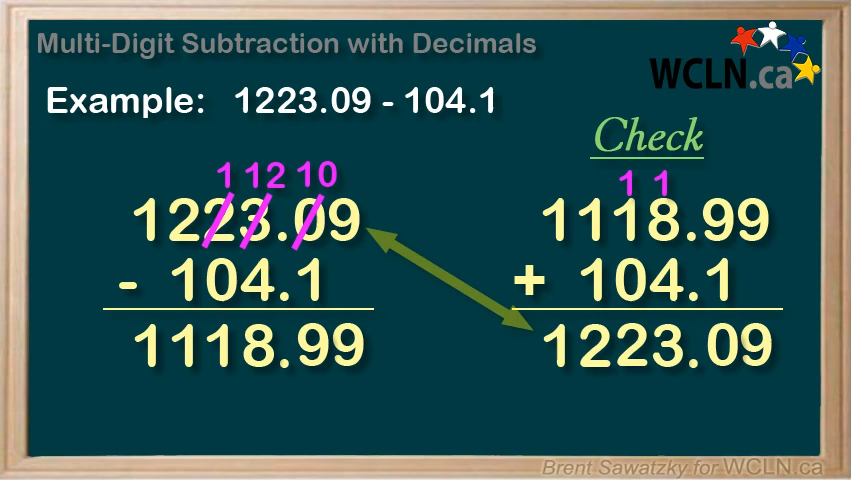 Multi-Digit Subtraction with Decimals
WCLN.ca
Example: 1223.09 - 104.1
Check
1 12 10
1223.09
- 104.1
1118.99
1 1
1118.99
+ 104.1
1223.09
Brent Sawatzky for WCLN.ca